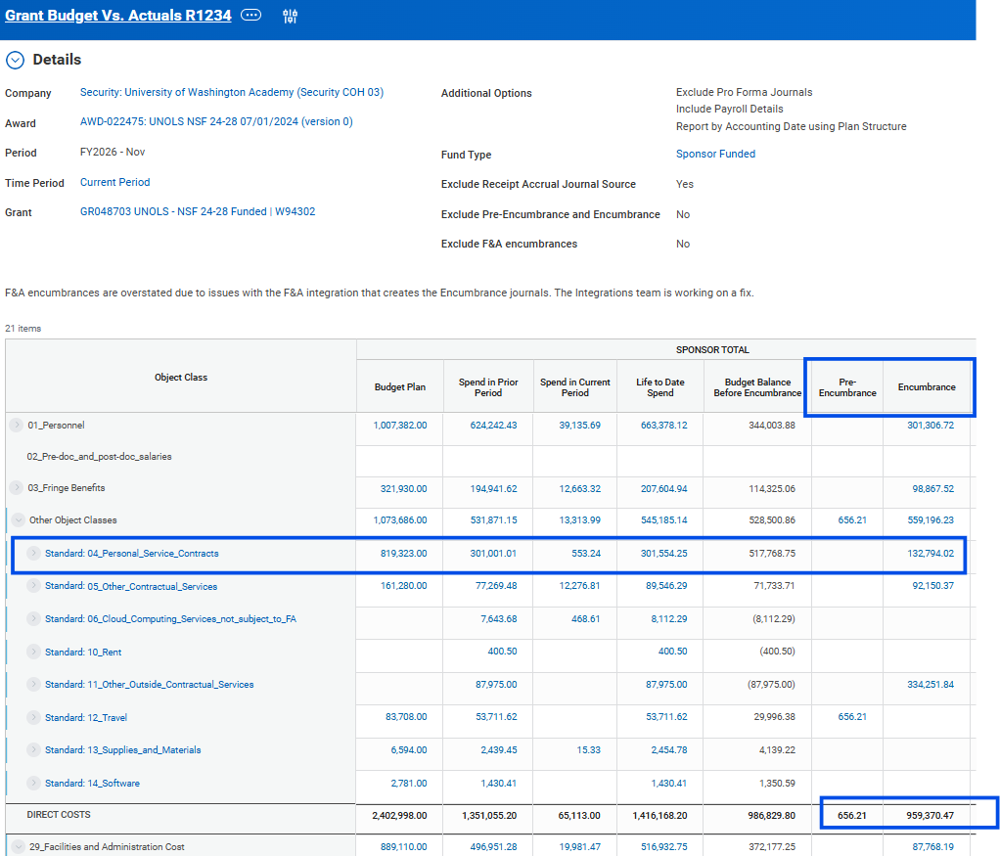 Grant Budget Vs. Actuals R1234
Details
Company Security: University of Washington Academy (Security COH 03)
Award AWD-022475: UNOLS NSF 24-28 07/01/2024 (version 0)
Period FY2026 - Nov
Time Period Current Period
Grant GR048703 UNOLS - NSF 24-28 Funded | W94302
Additional Options Exclude Pro Forma Journals
Include Payroll Details
Report by Accounting Date using Plan Structure
Fund Type Sponsor Funded
Exclude Receipt Accrual Journal Source Yes
Exclude Pre-Encumbrance and Encumbrance No
Exclude F&A encumbrances No
F&A encumbrances are overstated due to issues with the F&A integration that creates the Encumbrance journals. The Integrations team is working on a fix.
21 items
SPONSOR TOTAL
Object Class Budget Plan Spend in Prior Period Spend in Current Period Life to Date Spend Budget Balance Before Encumbrance Pre-Encumbrance Encumbrance
01_Personnel 1,007,382.00 624,242.43 39,135.69 663,378.12 344,003.88 301,306.72
02_Pre-doc_and_post-doc_salaries
03_Fringe Benefits 321,930.00 194,941.62 12,663.32 207,604.94 114,325.06 98,867.52
Other Object Classes 1,073,686.00 531,871.15 13,313.99 545,185.14 528,500.86 656.21 559,196.23
Standard: 04_Personal_Service_Contracts 819,323.00 301,001.01 553.24 301,554.25 517,768.75 132,794.02
Standard: 05_Other_Contractual_Services 161,280.00 77,269.48 12,276.81 89,546.29 71,733.71 92,150.37
Standard: 06_Cloud_Computing_Services_not_subject_to_FA 7,643.68 468.61 8,112.29 (8,112.29)
Standard: 10_Rent 400.50 400.50 (400.50)
Standard: 11_Other_Outside_Contractual_Services 87,975.00 87,975.00 (87,975.00) 334,251.84
Standard: 12_Travel 83,708.00 53,711.62 53,711.62 29,996.38 656.21
Standard: 13_Supplies_and_Materials 6,594.00 2,439.45 15.33 2,454.78 4,139.22
Standard: 14_Software 2,781.00 1,430.41 1,430.41 1,350.59
DIRECT COSTS 2,402,998.00 1,351,055.20 65,113.00 1,416,168.20 986,829.80 656.21 959,370.47
29_Facilities and Administration Cost 889,110.00 496,951.28 19,981.47 516,932.75 372,177.25 87,768.19